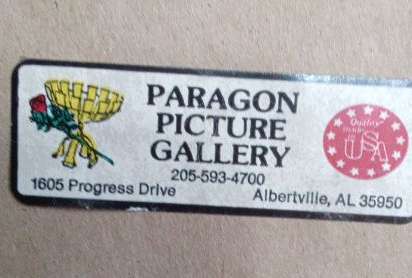 PARAGON
PICTURE
GALLERY
205-593-4700
1605 Progress Drive
Albertville, AL 35950
Quality
made
in
USA